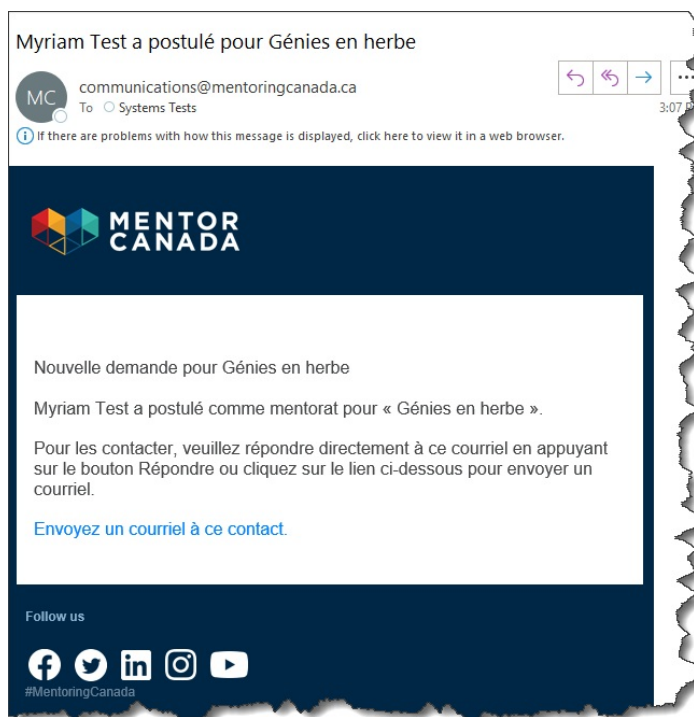 Myriam Test a postulé pour Génies en herbe
MC
communications@mentoringcanada.ca
To Systems Tests
3:07
If there are problems with how this message is displayed, click here to view it in a web browser.
MENTOR
CANADA
Nouvelle demande pour Génies en herbe
Myriam Test a postulé comme mentorat pour « Génies en herbe ».
Pour les contacter, veuillez répondre directement à ce courriel en appuyant
sur le bouton Répondre ou cliquez sur le lien ci-dessous pour envoyer un
courriel.
Envoyez un courriel à ce contact.
Follow us
#MentoringCanada